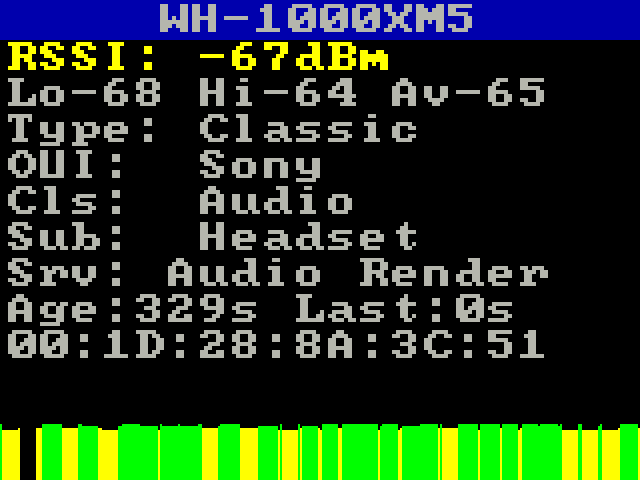 WH-1000XM5
RSSI: -67dBm
Lo-68 Hi-64 Av-65
Type: Classic
OUI: Sony
Cls: Audio
Sub: Headset
Srv: Audio Render
Age:329s Last:0s
00:1D:28:8A:3C:51